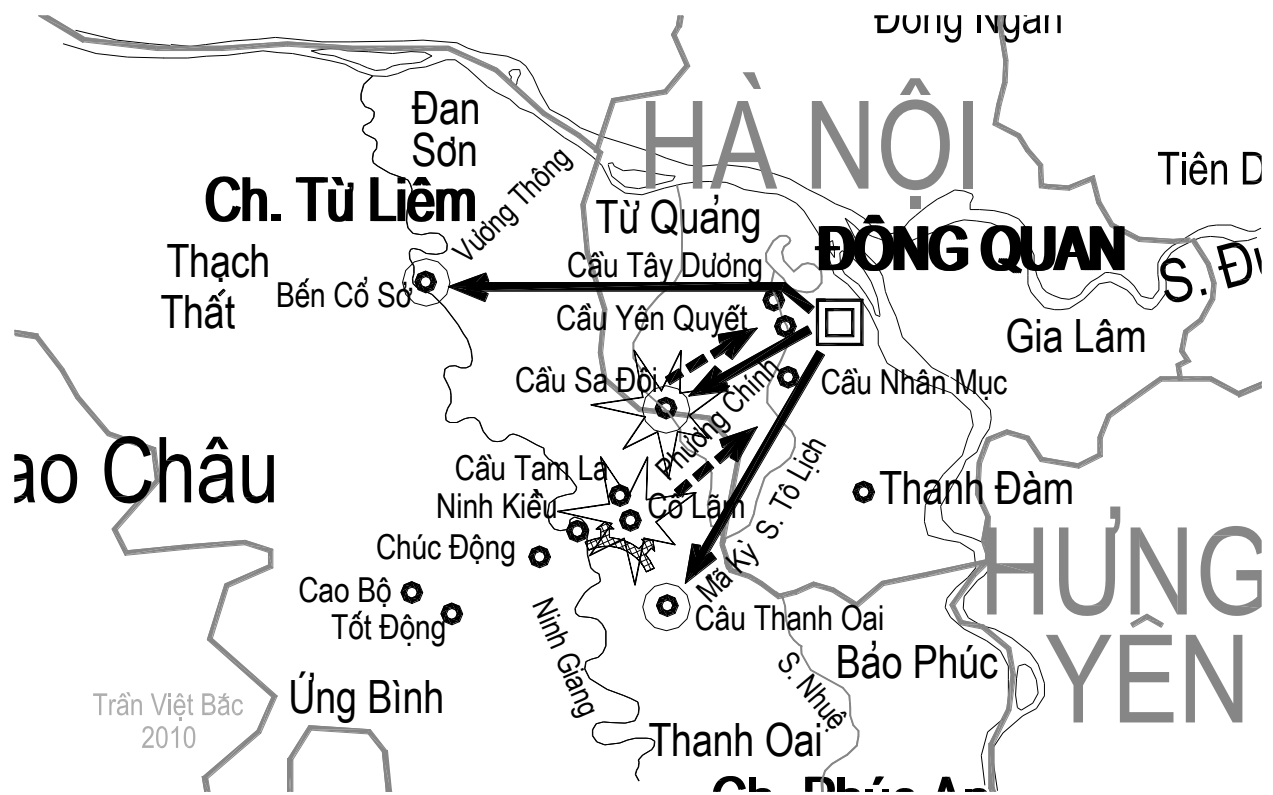 Đông Ngàn
HÀ NỘI
Đan
Sơn
Tiên D
Ch. Từ Liêm
Vương Thông
Từ Quảng
ĐÔNG QUAN
Thạch
Thất
Bến Cổ Sở
Cầu Tây Dương
S. Đu
Cầu Yên Quyết
Gia Lâm
Cầu Sa Đôi
Phương Chính
Cầu Nhân Mục
ao Châu
Cầu Tam La
Ninh Kiều
Cổ Lãm
S. Tô Lịch
Thanh Đàm
Chúc Động
Mã Kỳ
HƯNG
YÊN
Cao Bộ
Tốt Động
Ninh Giang
Câu Thanh Oai
Bảo Phúc
S. Nhuệ
Ứng Bình
Trần Việt Bắc
2010
Thanh Oai
Ch. Phúc An